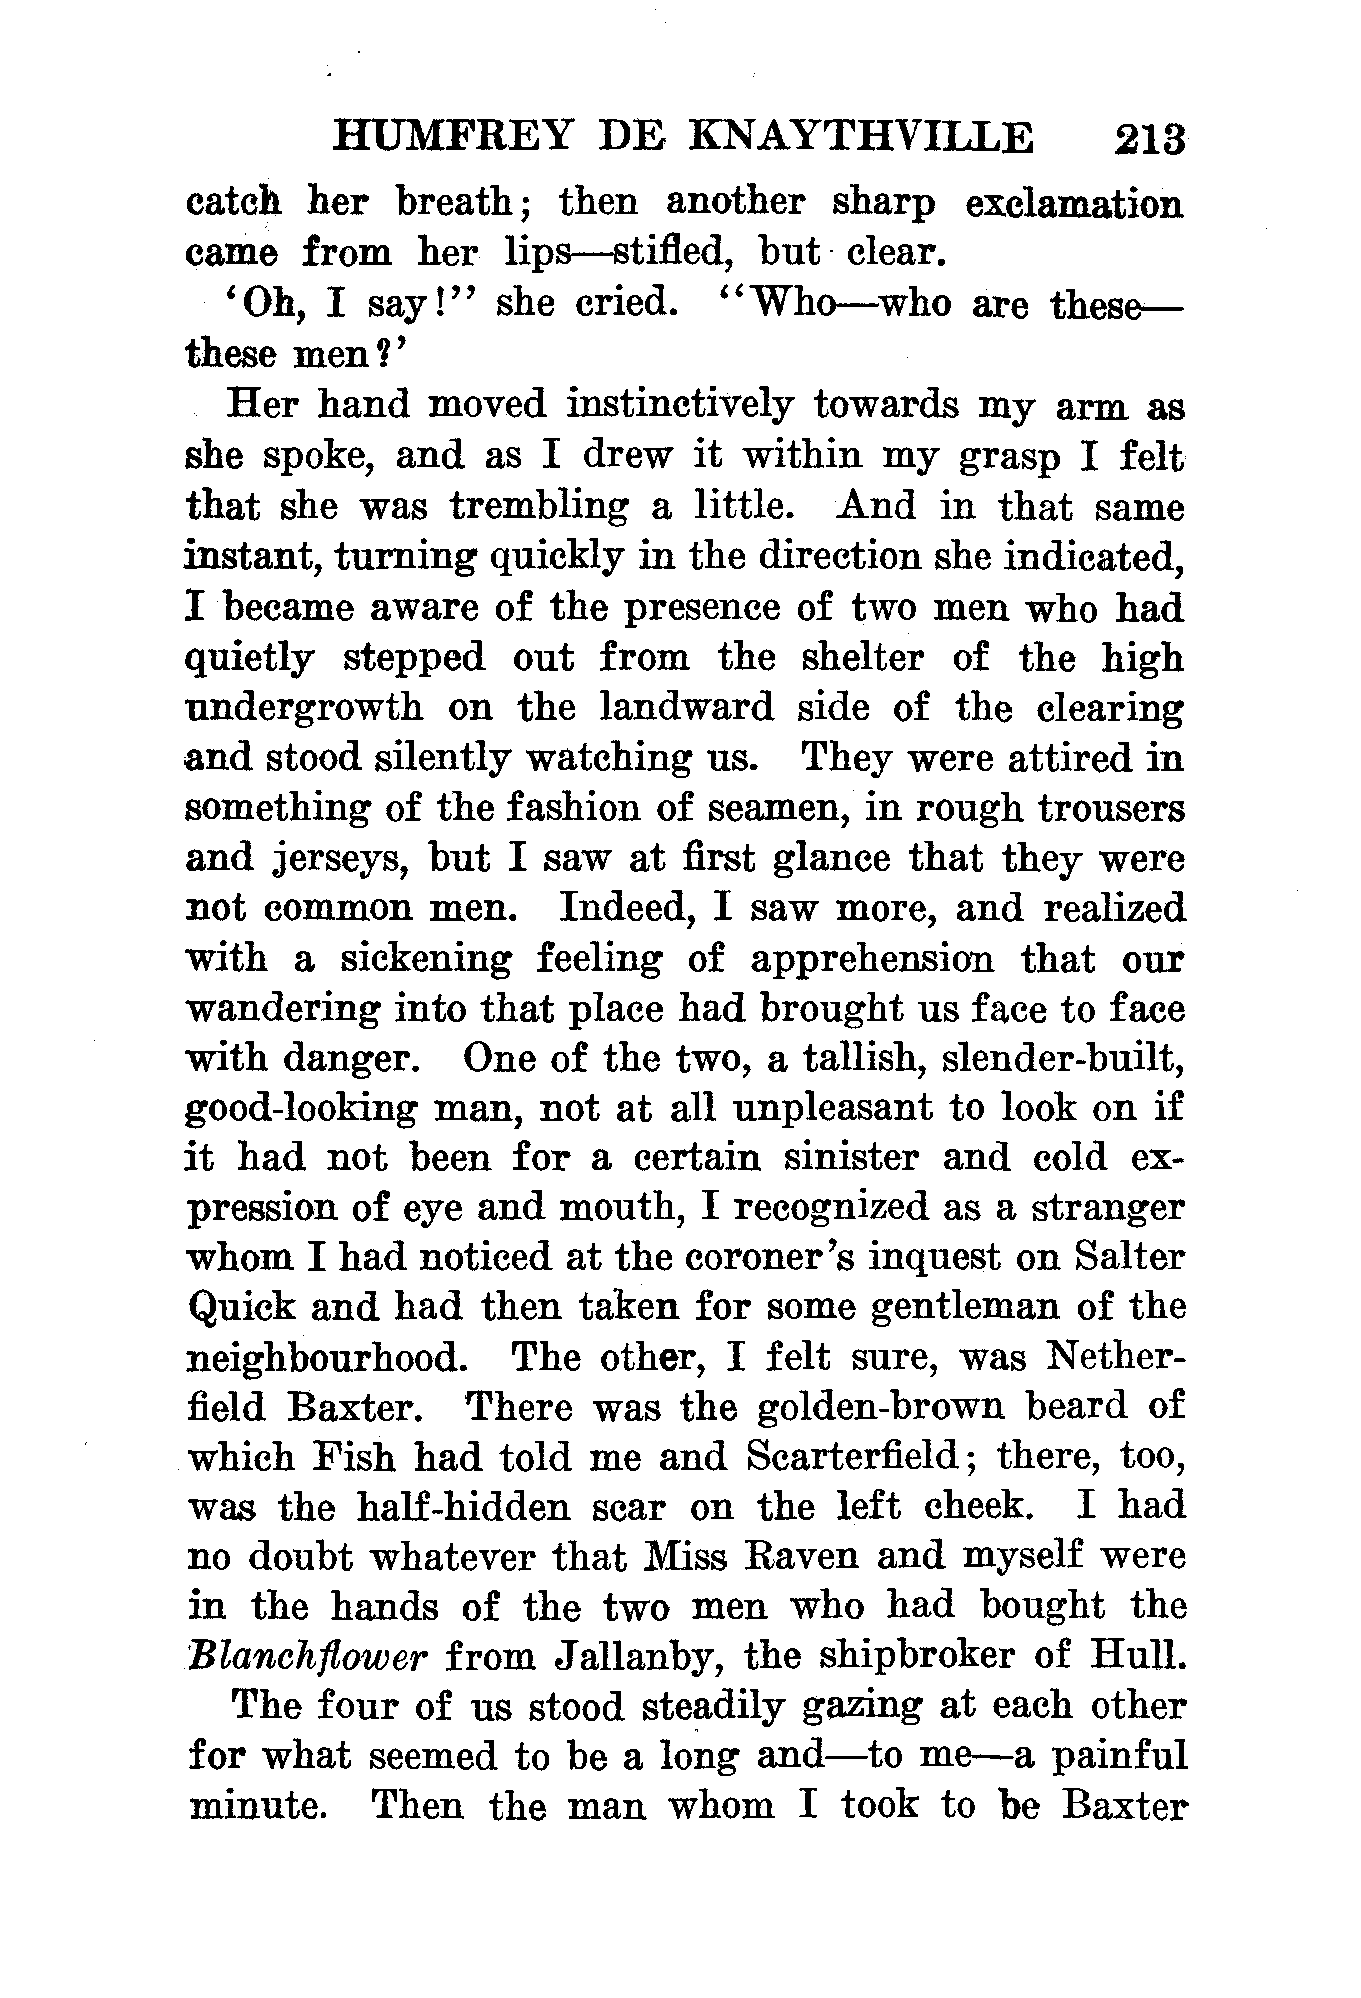 HUMFREY DE KNAYTHVILLE 213
catch her breath; then another sharp exclamation
came from her lips—stifled, but clear.
‘Oh, I say!” she cried. “Who—who are these—
these men?’
Her hand moved instinctively towards my arm as
she spoke, and as I drew it within my grasp I felt
that she was trembling a little. And in that same
instant, turning quickly in the direction she indicated,
I became aware of the presence of two men who had
quietly stepped out from the shelter of the high
undergrowth on the landward side of the clearing
and stood silently watching us. They were attired in
something of the fashion of seamen, in rough trousers
and jerseys, but I saw at first glance that they were
not common men. Indeed, I saw more, and realized
with a sickening feeling of apprehension that our
wandering into that place had brought us face to face
with danger. One of the two, a tallish, slender-built,
good-looking man, not at all unpleasant to look on if
it had not been for a certain sinister and cold ex-
pression of eye and mouth, I recognized as a stranger
whom I had noticed at the coroner’s inquest on Salter
Quick and had then taken for some gentleman of the
neighbourhood. The other, I felt sure, was Nether-
field Baxter. There was the golden-brown beard of
which Fish had told me and Scarterfield; there, too,
was the half-hidden scar on the left cheek. I had
no doubt whatever that Miss Raven and myself were
in the hands of the two men who had bought the
Blanchflower from Jallanby, the shipbroker of Hull.
The four of us stood steadily gazing at each other
for what seemed to be a long and—to me—a painful
minute. Then the man whom I took to be Baxter